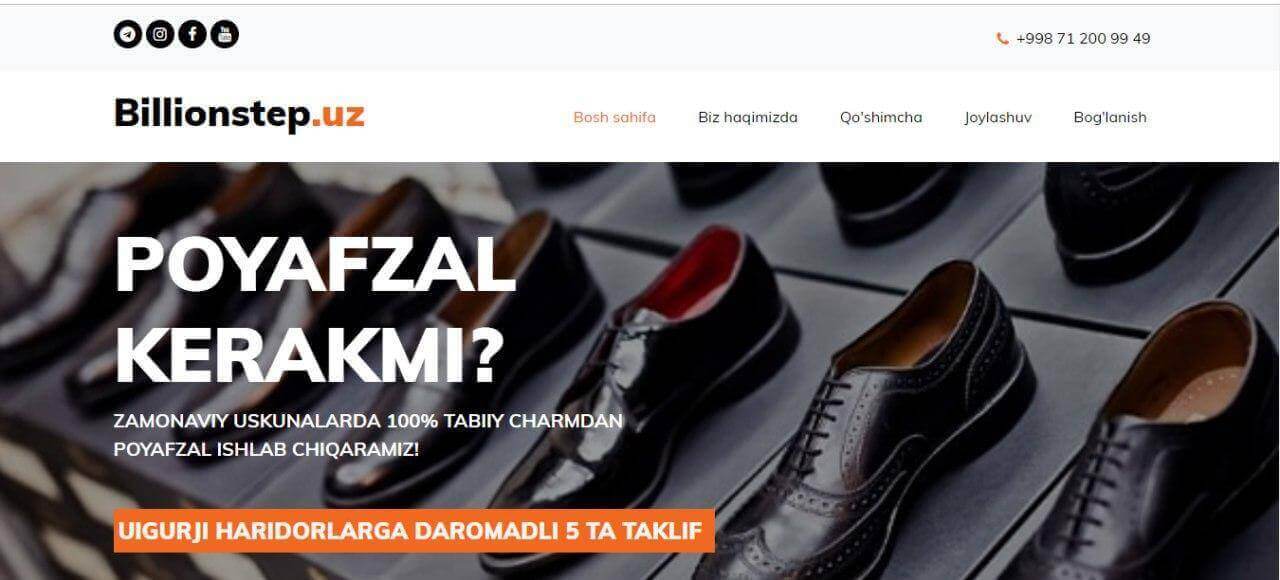 +998 71 200 99 49
Billionstep.uz
Bosh sahifa Biz haqimizda Qo'shimcha Joylashuv Bog'lanish
POYAFZAL
KERAKMI?
ZAMONAVIY USKUNALARDA 100% TABIIY CHARMDAN
POYAFZAL ISHLAB CHIQARAMIZ!
UIGURJI HARIDORLARGA DAROMADLI 5 TA TAKLIF